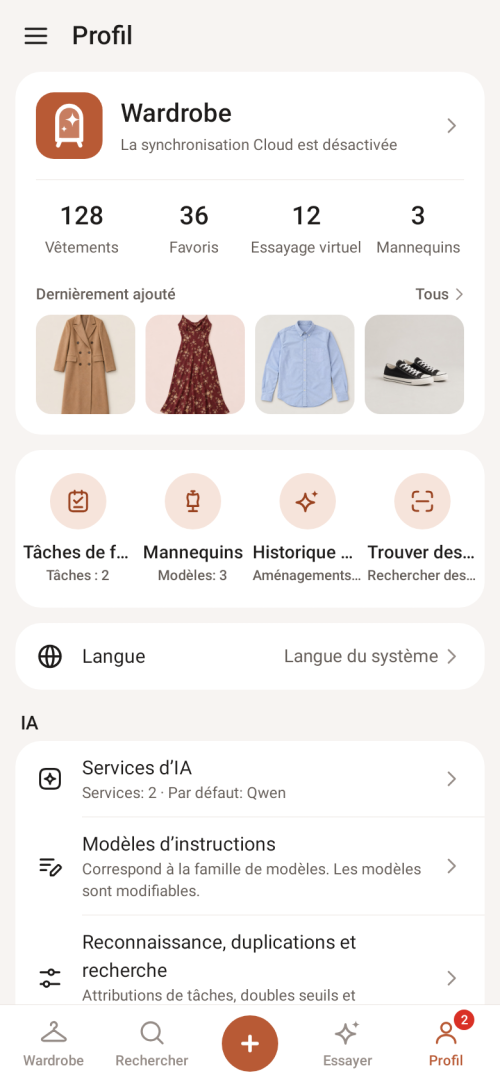 Profil
Wardrobe
La synchronisation Cloud est désactivée
128 36 12 3
Vêtements Favoris Essayage virtuel Mannequins
Dernièrement ajouté Tous
Tâches de f... Mannequins Historique ... Trouver des...
Tâches : 2 Modèles: 3 Aménagements... Rechercher des...
Langue Langue du système
IA
Services d’IA
Services: 2 · Par défaut: Qwen
Modèles d’instructions
Correspond à la famille de modèles. Les modèles
sont modifiables.
Reconnaissance, duplications et
recherche
Attributions de tâches, doubles seuils et
2
Wardrobe Rechercher Essayer Profil